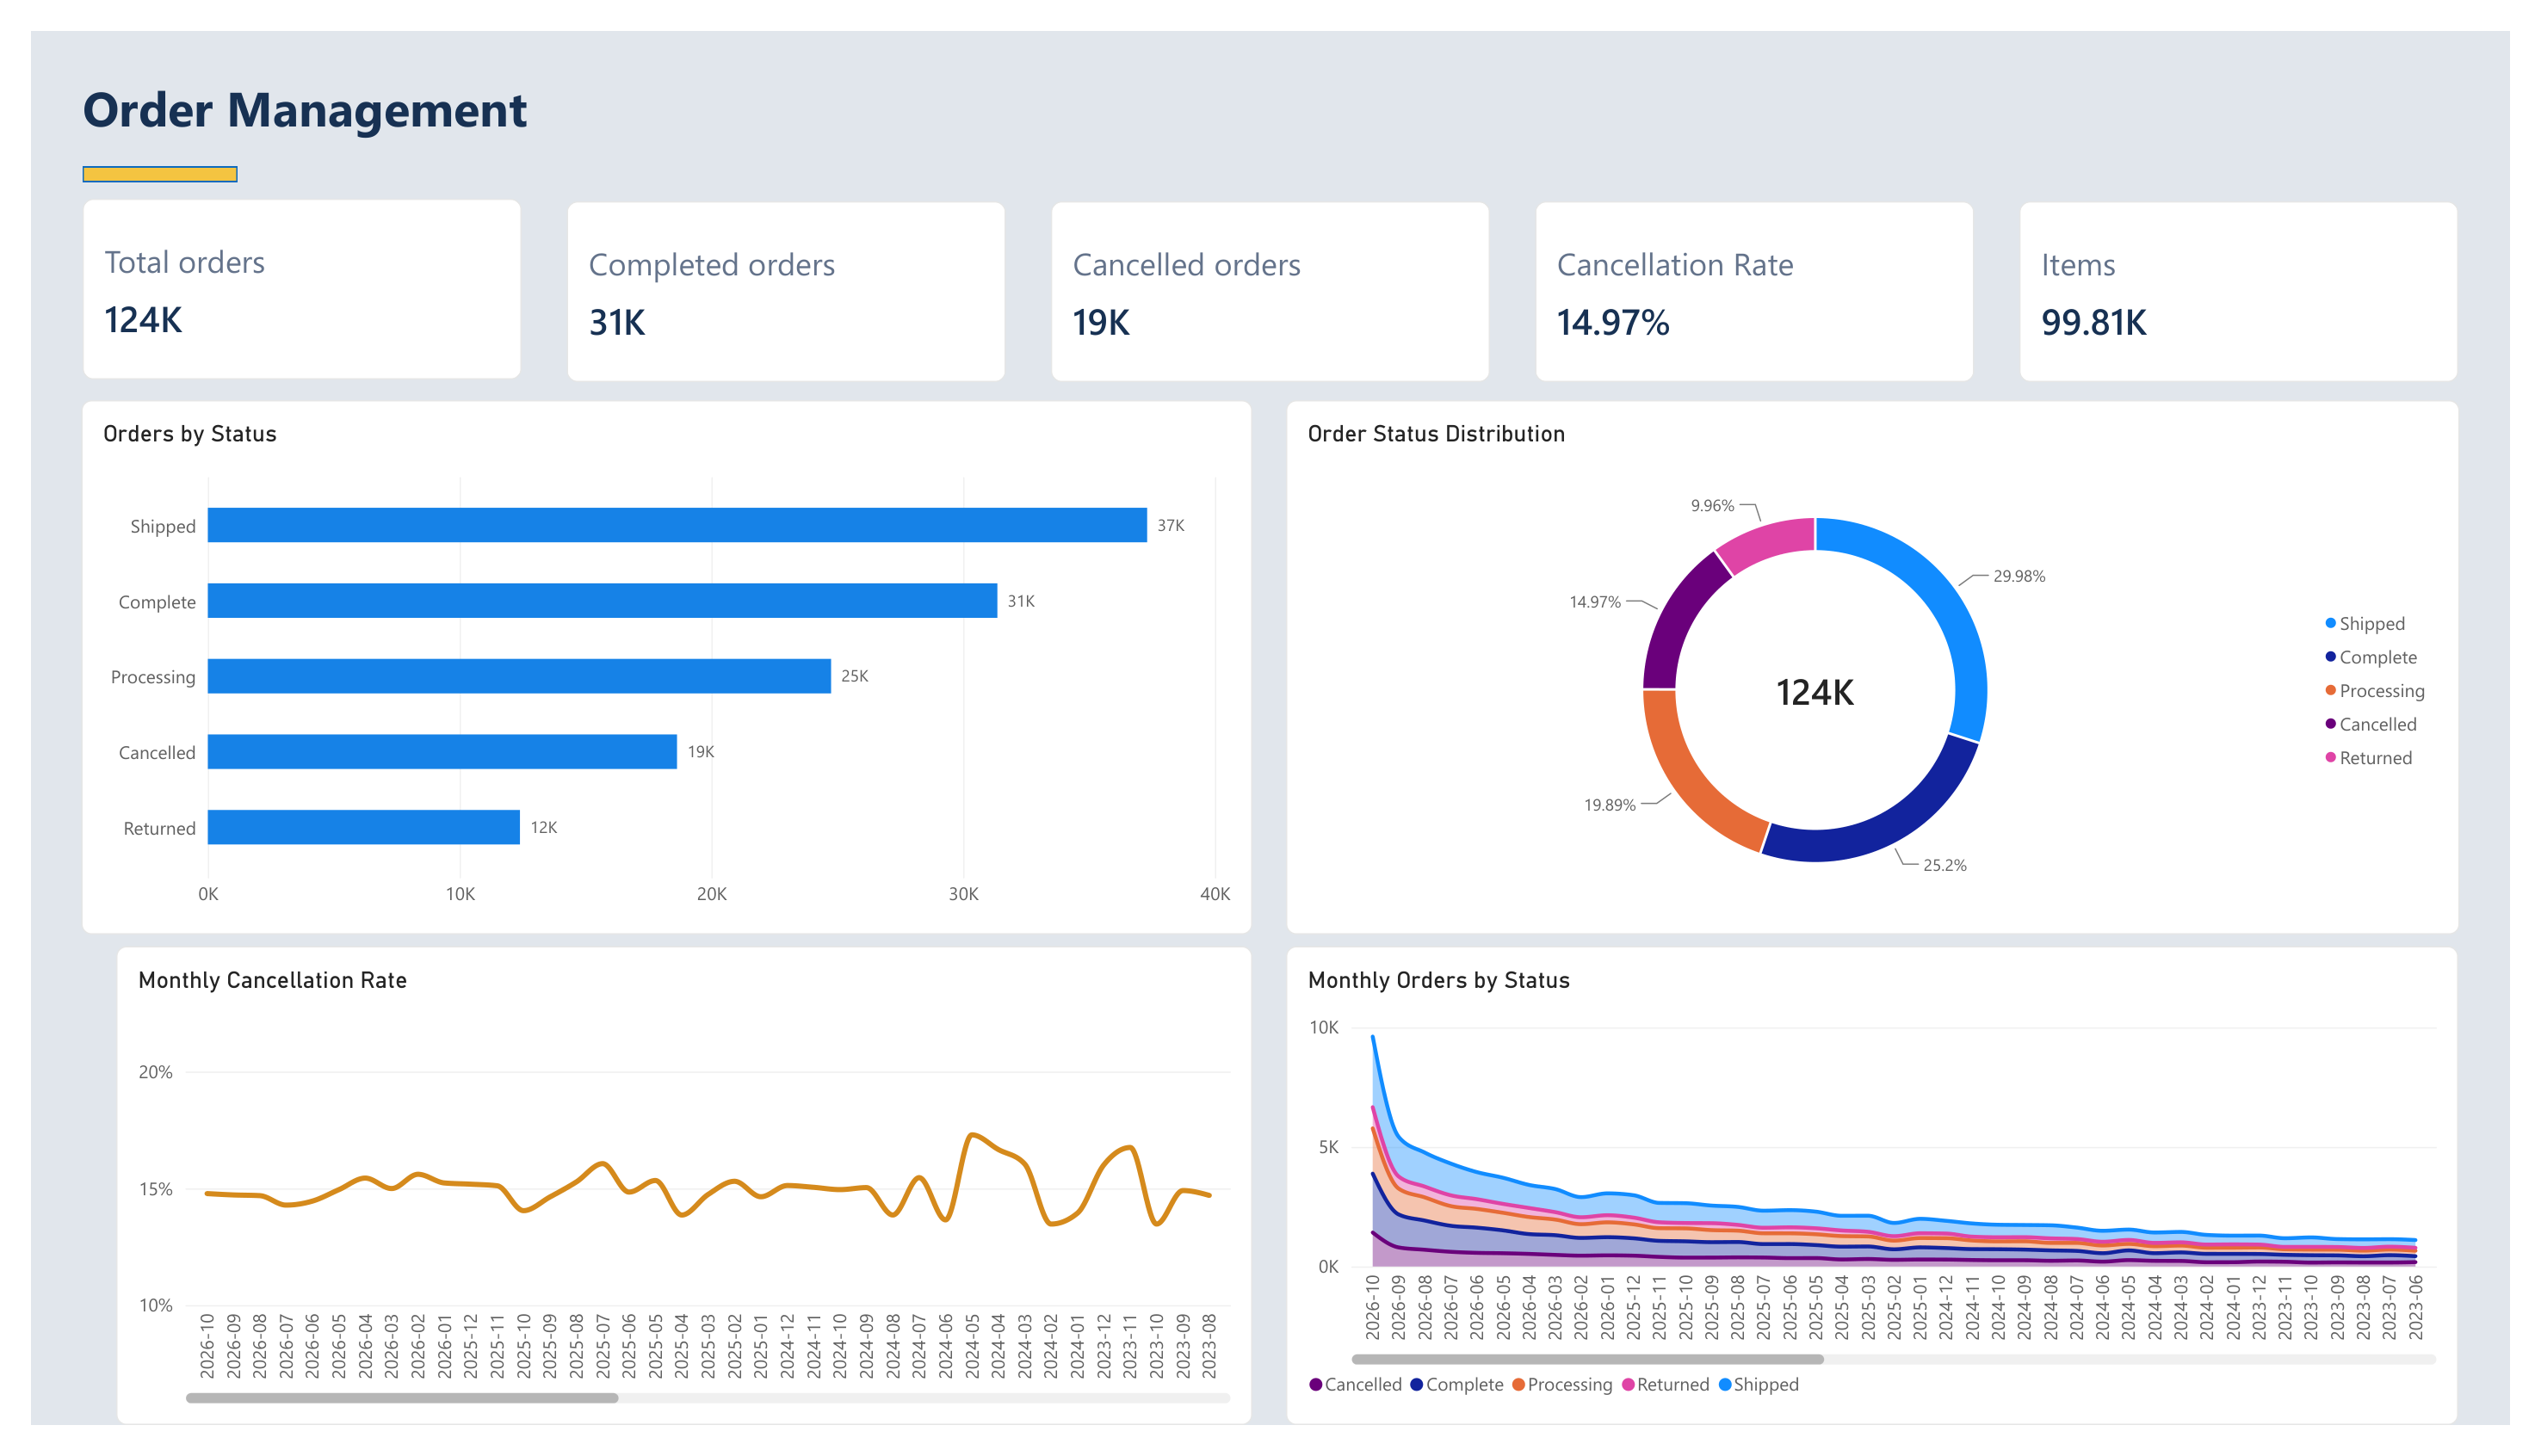 Order Management
Total orders
124K
Completed orders
31K
Cancelled orders
19K
Cancellation Rate
14.97%
Items
99.81K
Orders by Status
Shipped
37K
Complete
31K
Processing
25K
Cancelled
19K
Returned
12K
0K 10K 20K 30K 40K
Order Status Distribution
9.96%
29.98%
14.97%
124K
19.89%
25.2%
Shipped
Complete
Processing
Cancelled
Returned
Monthly Cancellation Rate
20%
15%
10%
2026-10 2026-09 2026-08 2026-07 2026-06 2026-05 2026-04 2026-03 2026-02 2026-01 2025-12 2025-11 2025-10 2025-09 2025-08 2025-07 2025-06 2025-05 2025-04 2025-03 2025-02 2025-01 2024-12 2024-11 2024-10 2024-09 2024-08 2024-07 2024-06 2024-05 2024-04 2024-03 2024-02 2024-01 2023-12 2023-11 2023-10 2023-09 2023-08
Monthly Orders by Status
10K
5K
0K
2026-10 2026-09 2026-08 2026-07 2026-06 2026-05 2026-04 2026-03 2026-02 2026-01 2025-12 2025-11 2025-10 2025-09 2025-08 2025-07 2025-06 2025-05 2025-04 2025-03 2025-02 2025-01 2024-12 2024-11 2024-10 2024-09 2024-08 2024-07 2024-06 2024-05 2024-04 2024-03 2024-02 2024-01 2023-12 2023-11 2023-10 2023-09 2023-08 2023-07 2023-06
Cancelled Complete Processing Returned Shipped